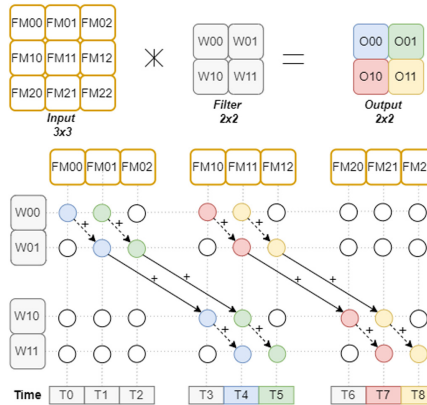 FM00 FM01 FM02
FM10 FM11 FM12
FM20 FM21 FM22
Input
3x3
W00 W01
W10 W11
Filter
2x2
O00 O01
O10 O11
Output
2x2
FM00 FM01 FM02 FM10 FM11 FM12 FM20 FM21 FM2
W00
+ + + +
W01
+ + + +
W10
+ + + +
W11
Time T0 T1 T2 T3 T4 T5 T6 T7 T8